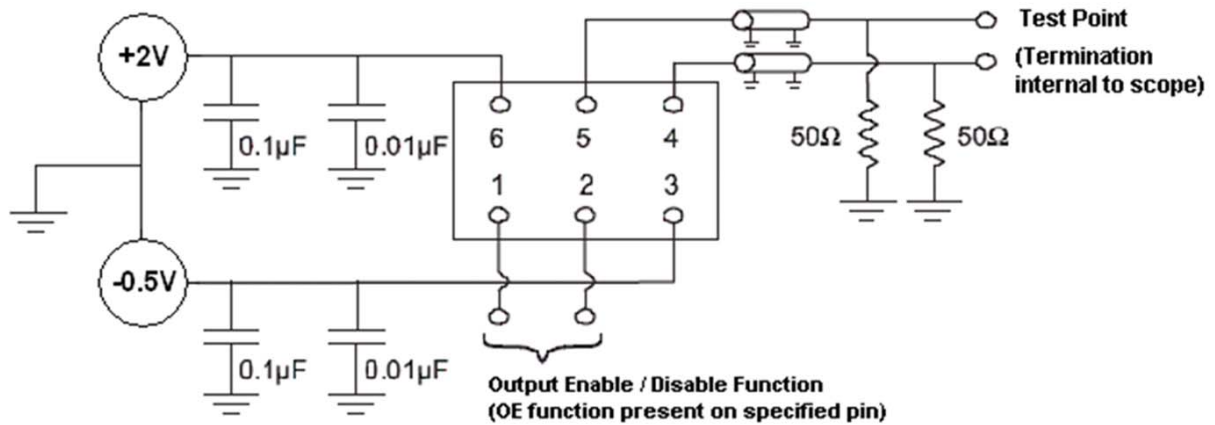 Test Point
(Termination
internal to scope)
+2V
0.1µF
0.01µF
6 5 4
1 2 3
50Ω
50Ω
-0.5V
0.1µF
0.01µF
Output Enable / Disable Function
(OE function present on specified pin)